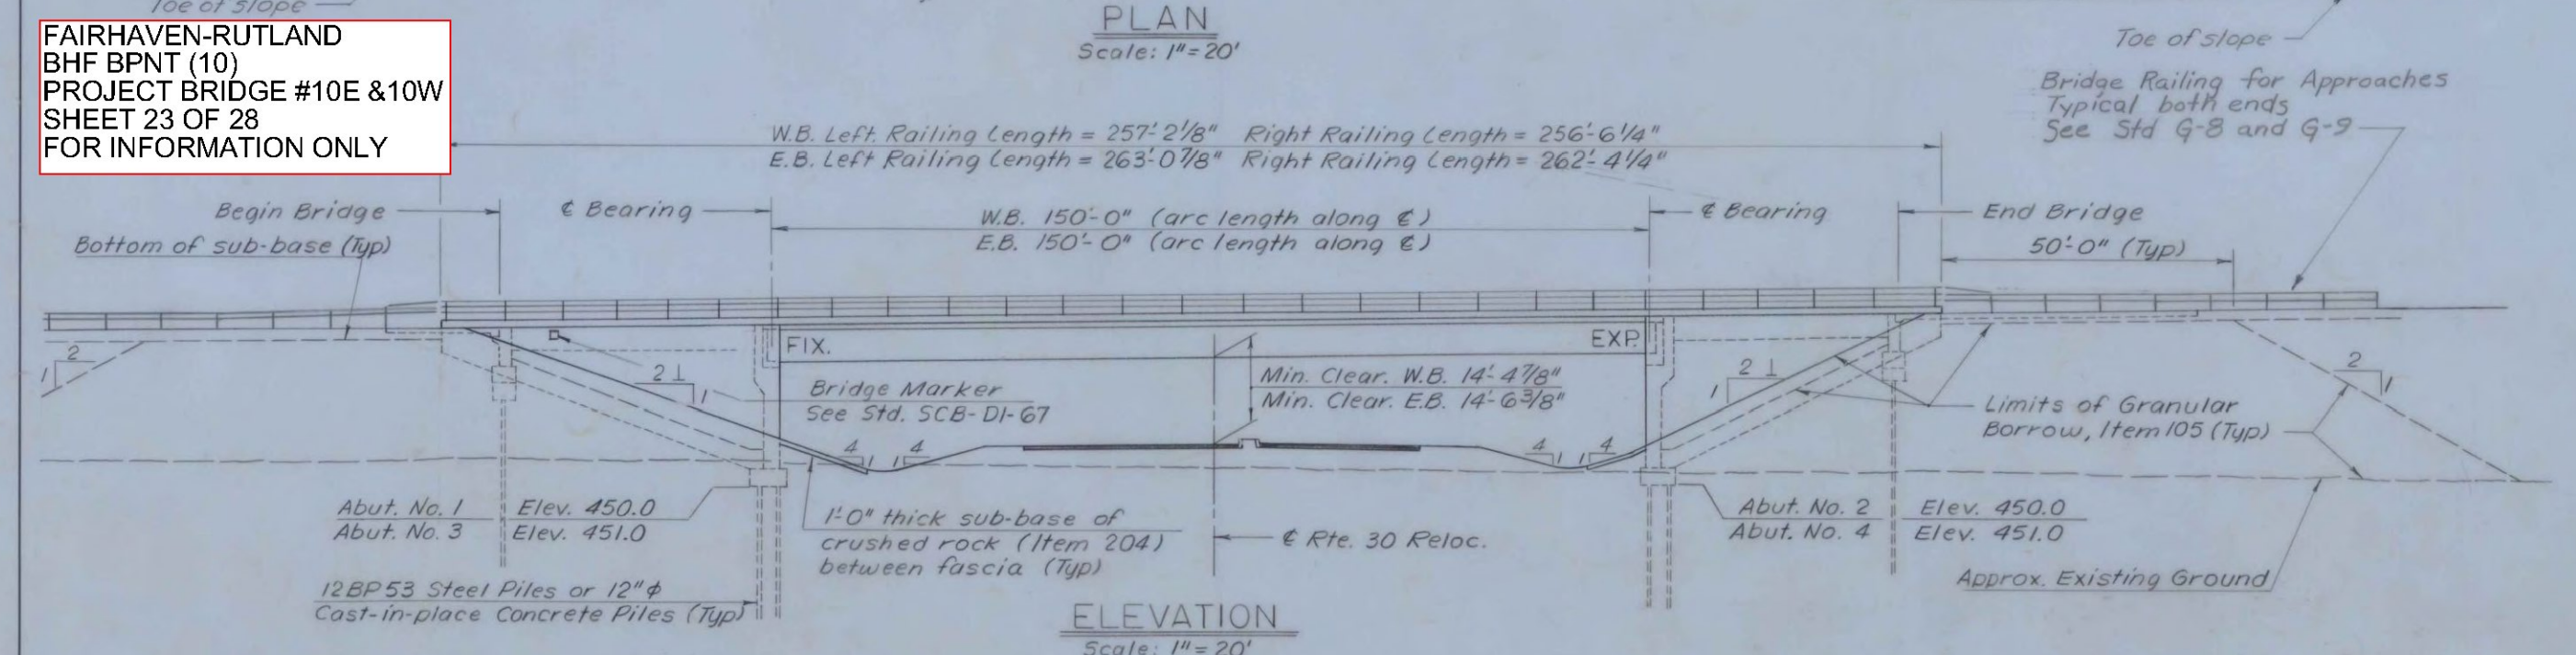 Toe of slope
PLAN
Scale: 1"=20'
FAIRHAVEN-RUTLAND
BHF BPNT (10)
PROJECT BRIDGE #10E &10W
SHEET 23 OF 28
FOR INFORMATION ONLY
Toe of slope
Bridge Railing for Approaches
Typical both ends
See Std G-8 and G-9
W.B. Left Railing Length = 257'-2 1/8" Right Railing Length = 256'-6 1/4"
E.B. Left Railing Length = 263'-0 7/8" Right Railing Length = 262'-4 1/4"
Begin Bridge
℄ Bearing
W.B. 150'-0" (arc length along ℄)
E.B. 150'-0" (arc length along ℄)
℄ Bearing
End Bridge
Bottom of sub-base (Typ)
50'-0" (Typ)
FIX.
EXP.
2
1
2 ⊥
1
Bridge Marker
See Std. SCB-D1-67
Min. Clear. W.B. 14'-4 7/8"
Min. Clear. E.B. 14'-6 3/8"
2 ⊥
1
2
1
Limits of Granular
Borrow, Item 105 (Typ)
4
1
4
1
4
1
4
1
Abut. No. 1 Elev. 450.0
Abut. No. 3 Elev. 451.0
1'-0" thick sub-base of
crushed rock (Item 204)
between fascia (Typ)
℄ Rte. 30 Reloc.
Abut. No. 2 Elev. 450.0
Abut. No. 4 Elev. 451.0
Approx. Existing Ground
12BP53 Steel Piles or 12"ϕ
Cast-in-place Concrete Piles (Typ)
ELEVATION
Scale: 1"=20'